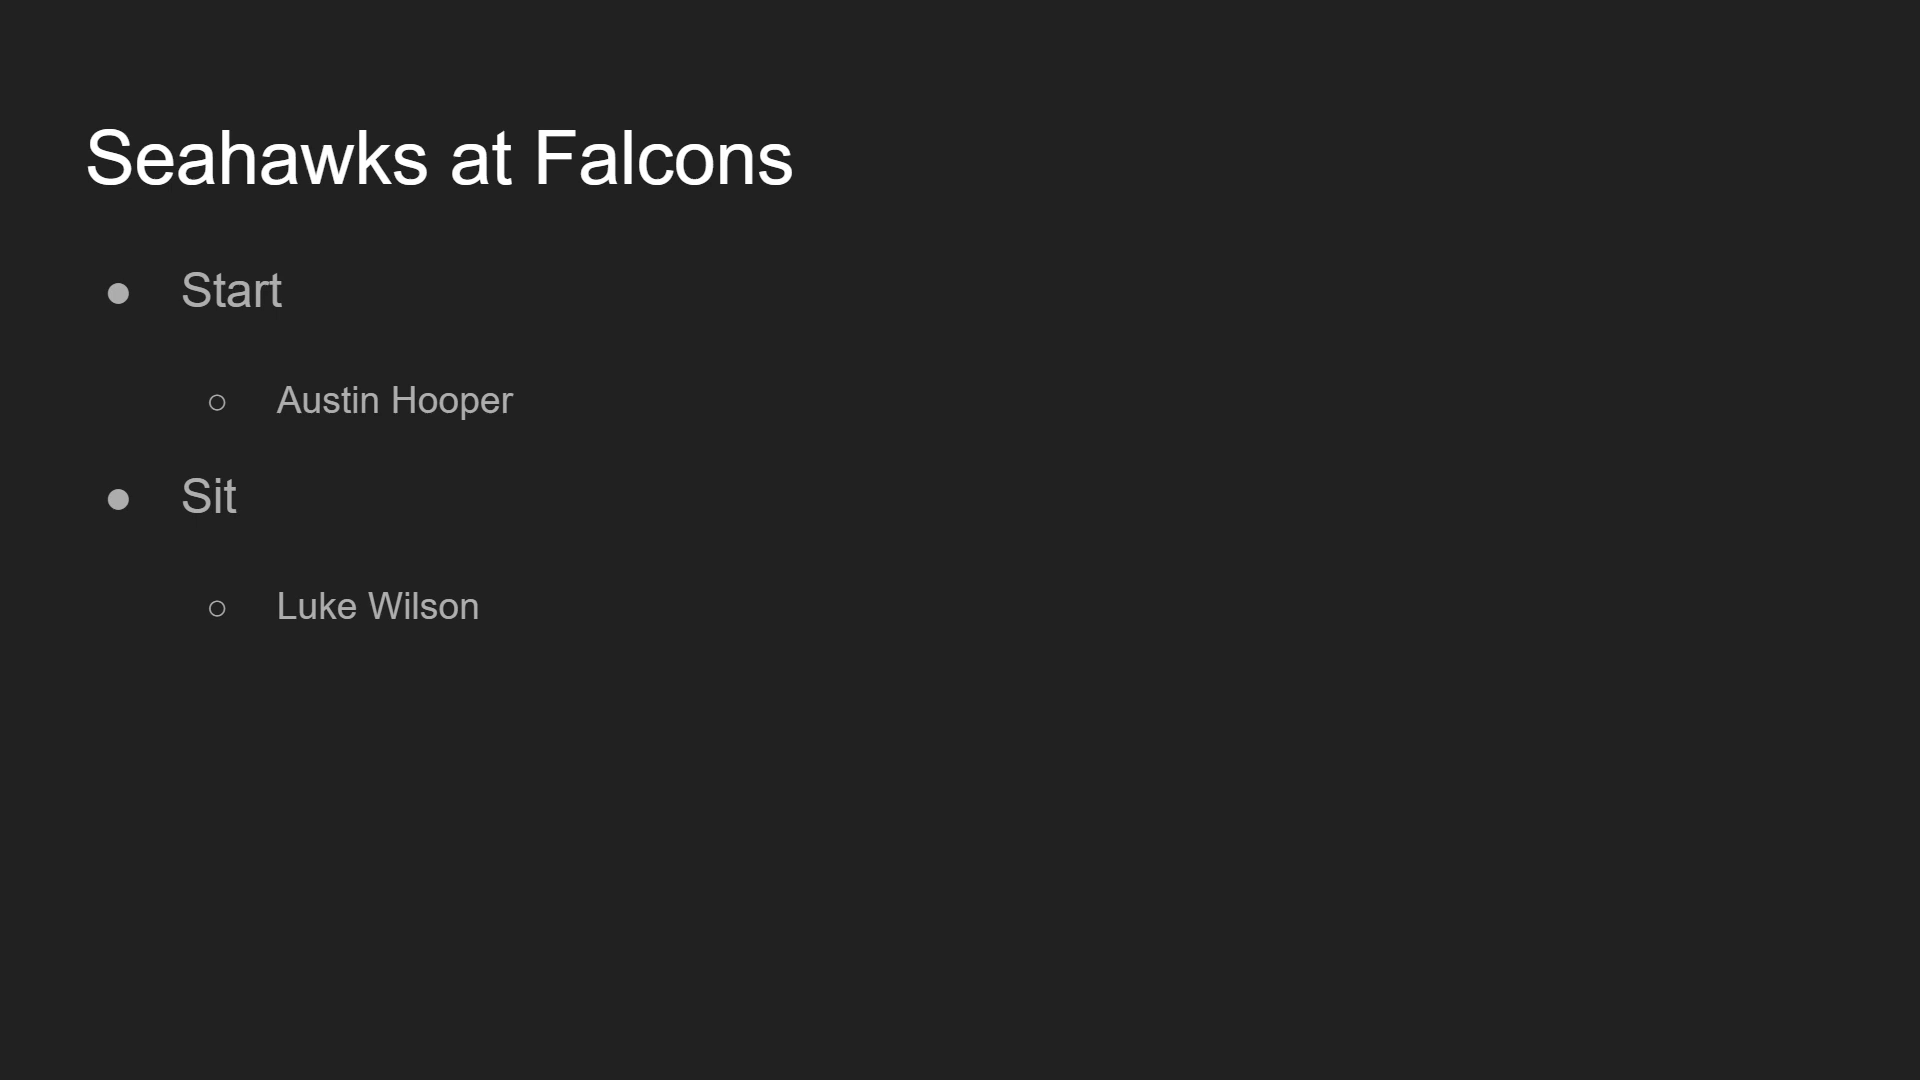 Seahawks at Falcons
● Start
○ Austin Hooper
● Sit
○ Luke Wilson